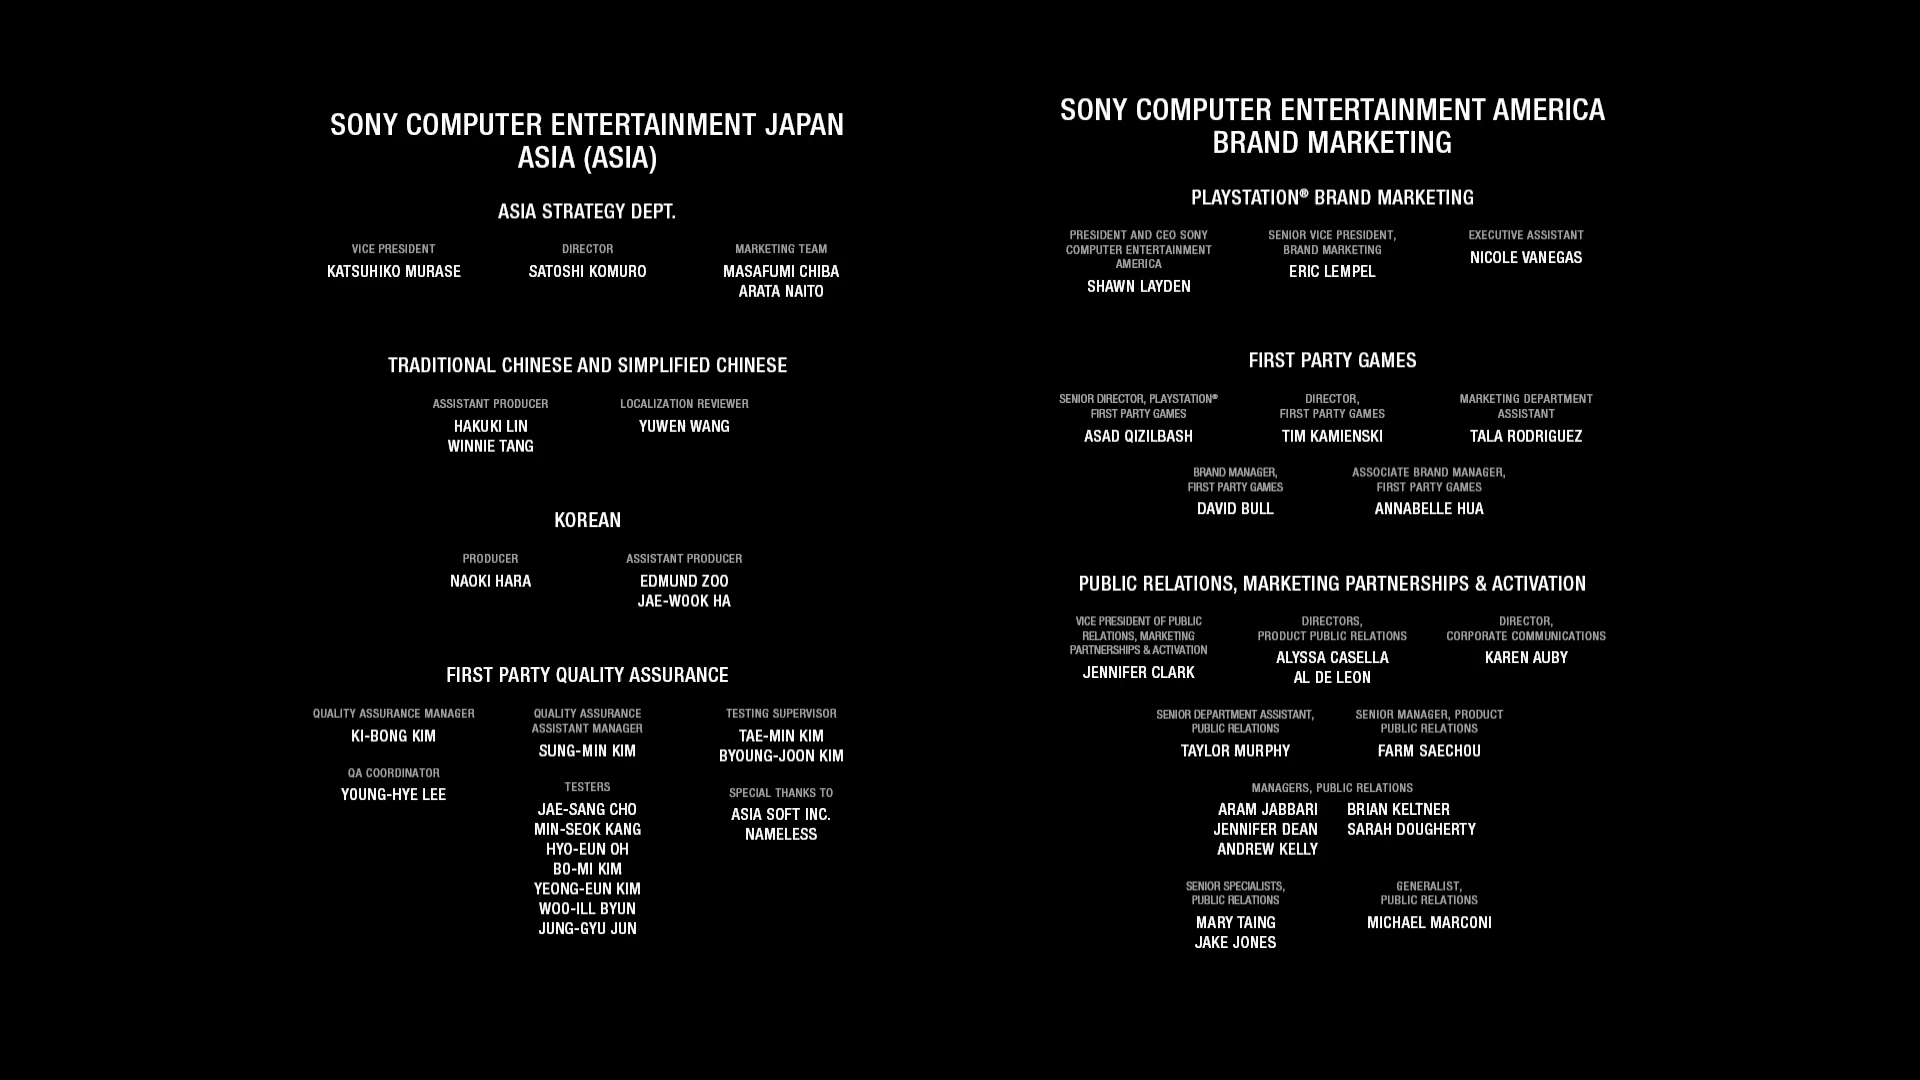 SONY COMPUTER ENTERTAINMENT JAPAN
ASIA (ASIA)
ASIA STRATEGY DEPT.
VICE PRESIDENT
KATSUHIKO MURASE
DIRECTOR
SATOSHI KOMURO
MARKETING TEAM
MASAFUMI CHIBA
ARATA NAITO
TRADITIONAL CHINESE AND SIMPLIFIED CHINESE
ASSISTANT PRODUCER
HAKUKI LIN
WINNIE TANG
LOCALIZATION REVIEWER
YUWEN WANG
KOREAN
PRODUCER
NAOKI HARA
ASSISTANT PRODUCER
EDMUND ZOO
JAE-WOOK HA
FIRST PARTY QUALITY ASSURANCE
QUALITY ASSURANCE MANAGER
KI-BONG KIM
QA COORDINATOR
YOUNG-HYE LEE
QUALITY ASSURANCE
ASSISTANT MANAGER
SUNG-MIN KIM
TESTERS
JAE-SANG CHO
MIN-SEOK KANG
HYO-EUN OH
BO-MI KIM
YEONG-EUN KIM
WOO-ILL BYUN
JUNG-GYU JUN
TESTING SUPERVISOR
TAE-MIN KIM
BYOUNG-JOON KIM
SPECIAL THANKS TO
ASIA SOFT INC.
NAMELESS
SONY COMPUTER ENTERTAINMENT AMERICA
BRAND MARKETING
PLAYSTATION® BRAND MARKETING
PRESIDENT AND CEO SONY
COMPUTER ENTERTAINMENT
AMERICA
SHAWN LAYDEN
SENIOR VICE PRESIDENT,
BRAND MARKETING
ERIC LEMPEL
EXECUTIVE ASSISTANT
NICOLE VANEGAS
FIRST PARTY GAMES
SENIOR DIRECTOR, PLAYSTATION®
FIRST PARTY GAMES
ASAD QIZILBASH
DIRECTOR,
FIRST PARTY GAMES
TIM KAMIENSKI
MARKETING DEPARTMENT
ASSISTANT
TALA RODRIGUEZ
BRAND MANAGER,
FIRST PARTY GAMES
DAVID BULL
ASSOCIATE BRAND MANAGER,
FIRST PARTY GAMES
ANNABELLE HUA
PUBLIC RELATIONS, MARKETING PARTNERSHIPS & ACTIVATION
VICE PRESIDENT OF PUBLIC
RELATIONS, MARKETING
PARTNERSHIPS & ACTIVATION
JENNIFER CLARK
DIRECTORS,
PRODUCT PUBLIC RELATIONS
ALYSSA CASELLA
AL DE LEON
DIRECTOR,
CORPORATE COMMUNICATIONS
KAREN AUBY
SENIOR DEPARTMENT ASSISTANT,
PUBLIC RELATIONS
TAYLOR MURPHY
SENIOR MANAGER, PRODUCT
PUBLIC RELATIONS
FARM SAECHOU
MANAGERS, PUBLIC RELATIONS
ARAM JABBARI
JENNIFER DEAN
ANDREW KELLY
BRIAN KELTNER
SARAH DOUGHERTY
SENIOR SPECIALISTS,
PUBLIC RELATIONS
MARY TAING
JAKE JONES
GENERALIST,
PUBLIC RELATIONS
MICHAEL MARCONI